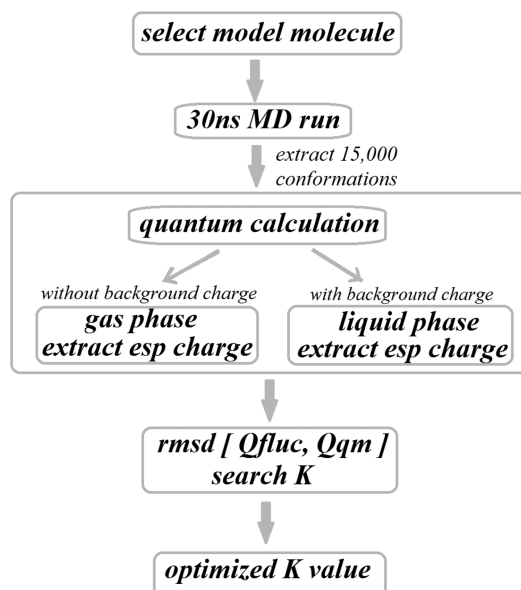 select model molecule
30ns MD run
extract 15,000
conformations
quantum calculation
without background charge
gas phase
extract esp charge
with background charge
liquid phase
extract esp charge
rmsd [ Qfluc, Qqm ]
search K
optimized K value